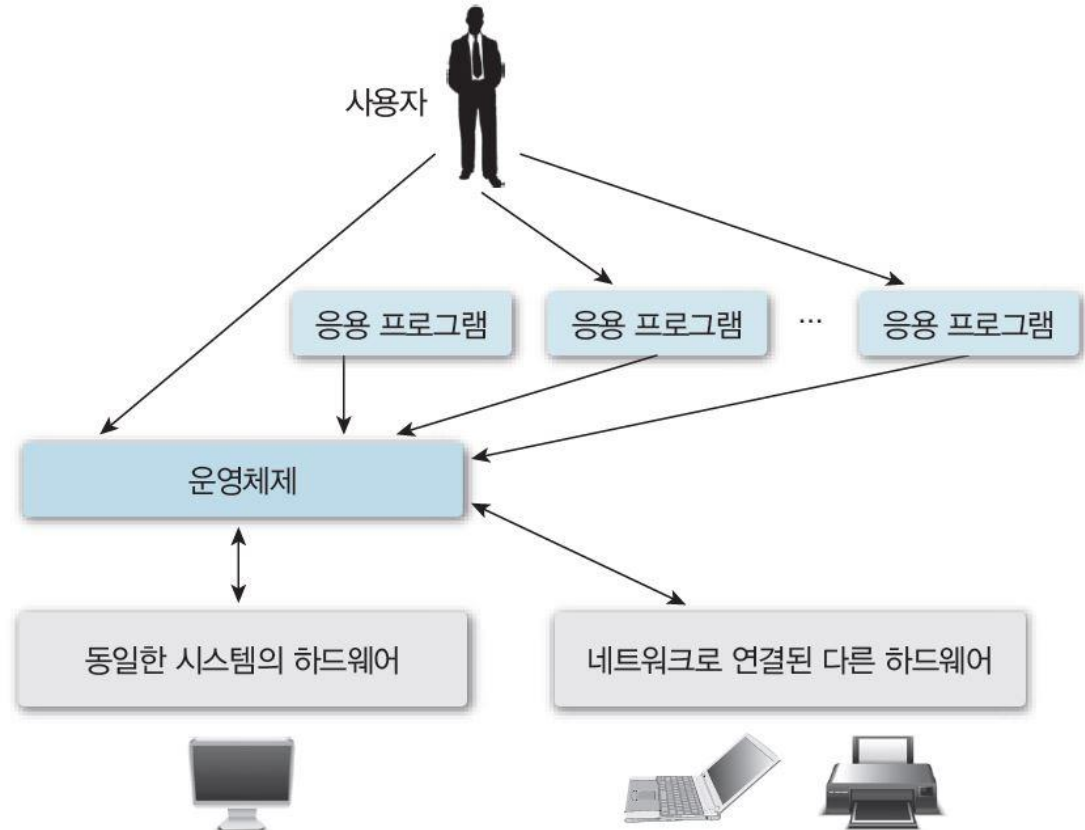 사용자
응용 프로그램
응용 프로그램
...
응용 프로그램
운영체제
동일한 시스템의 하드웨어
네트워크로 연결된 다른 하드웨어